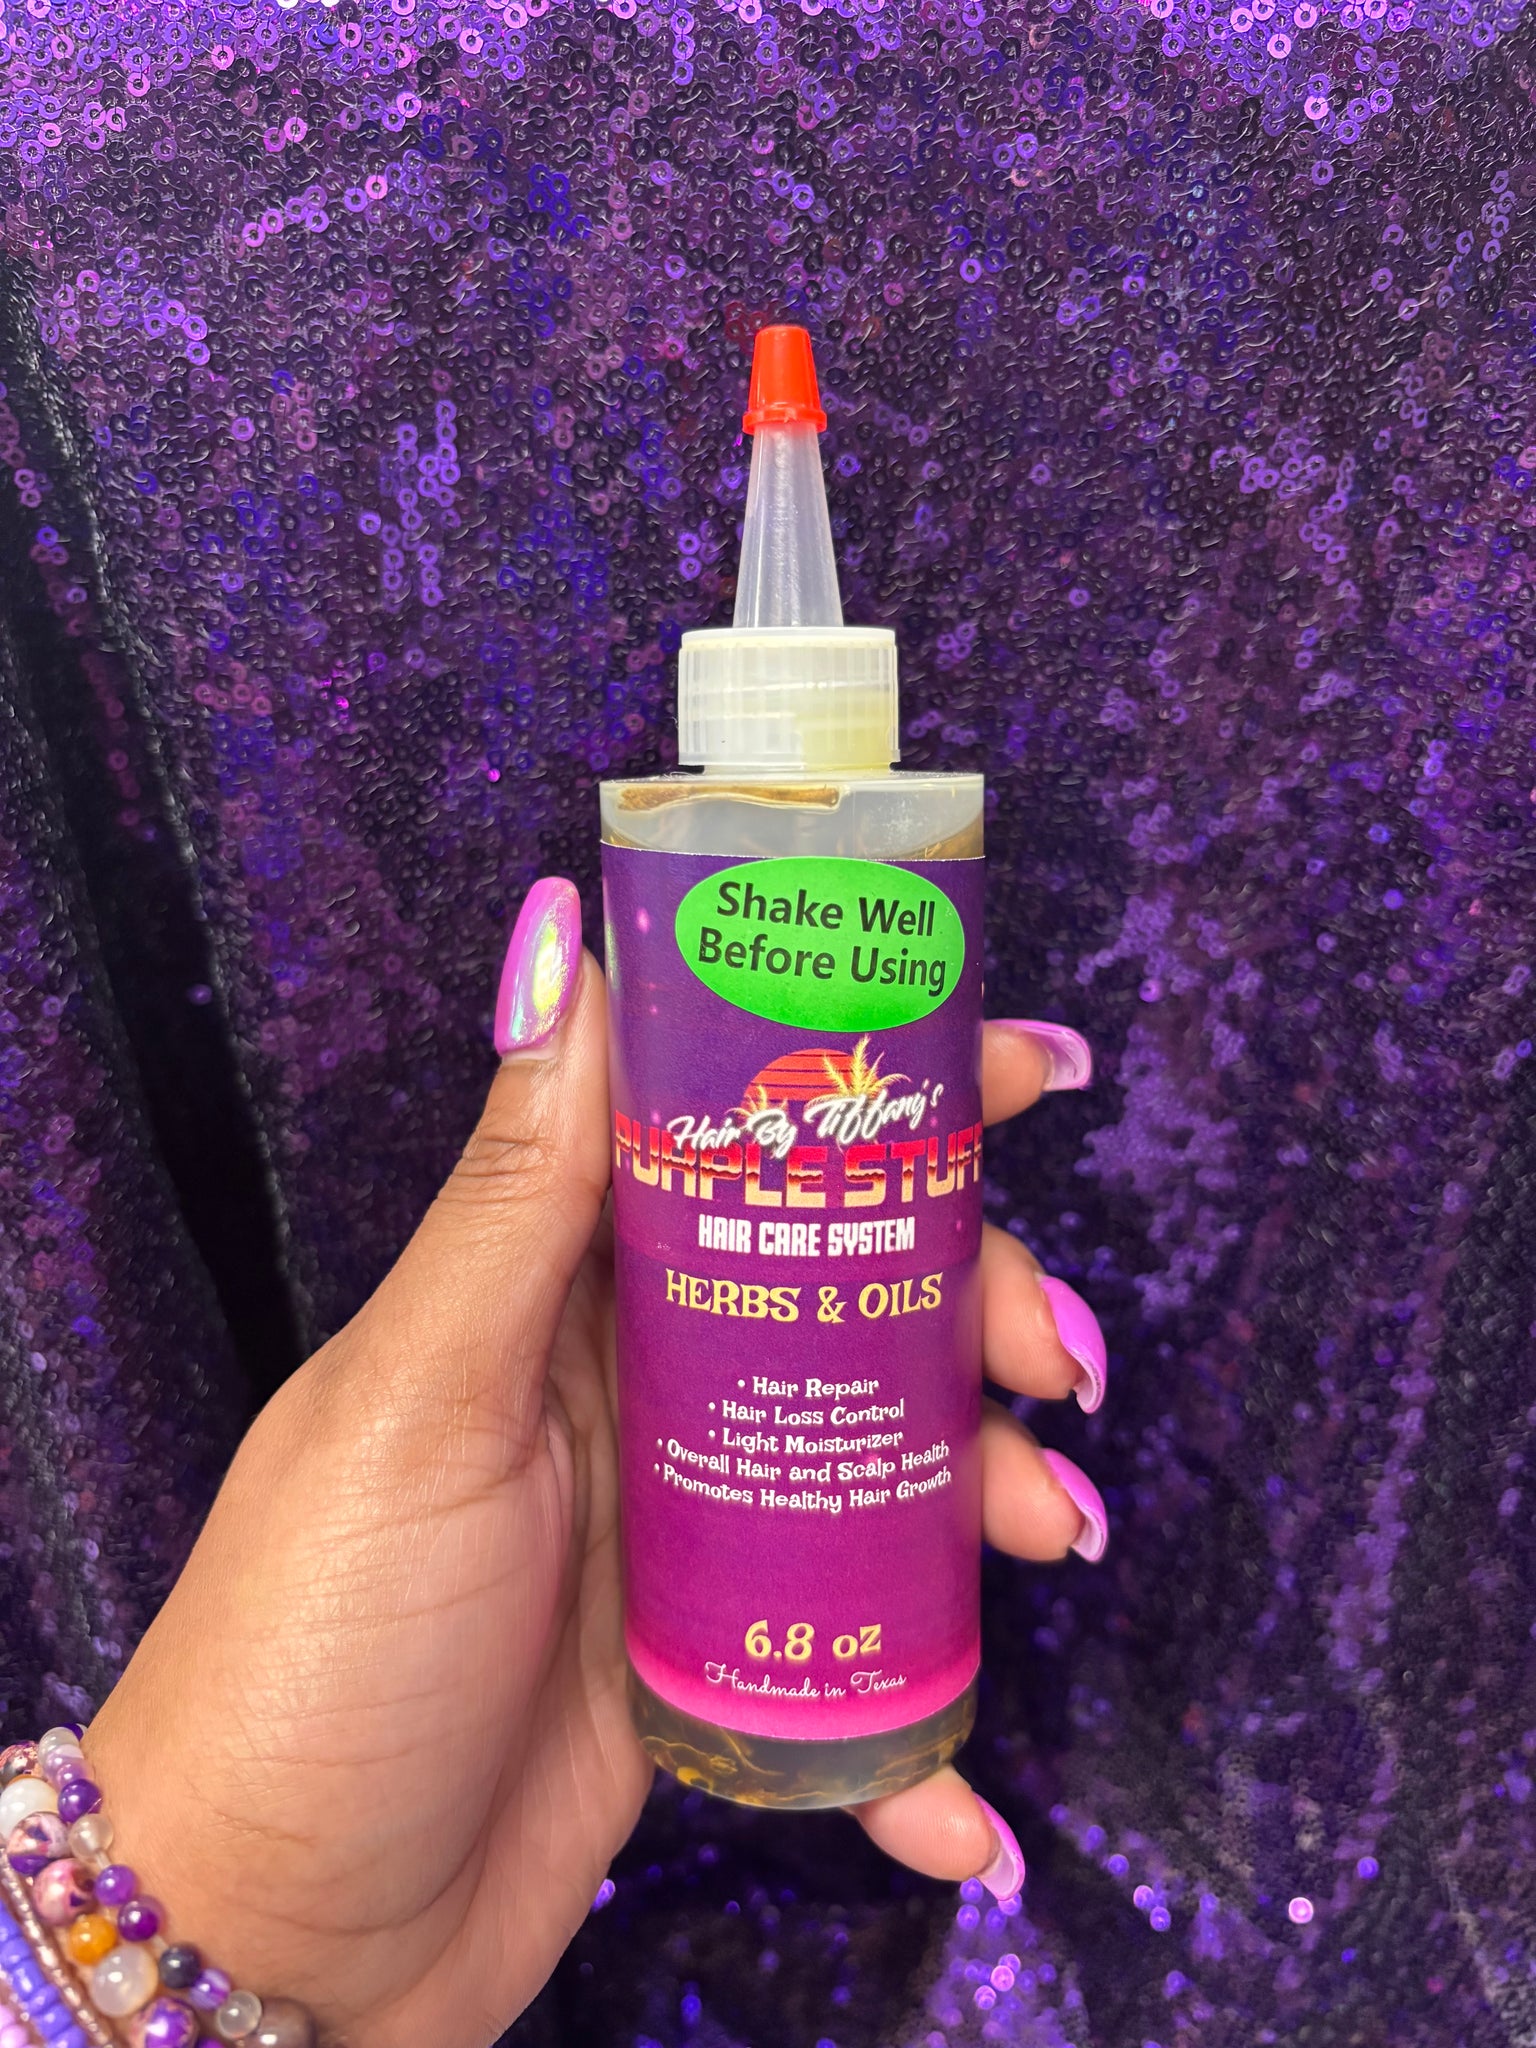 Shake Well
Before Using
Hair By Tiffany's
PURPLE STUFF
HAIR CARE SYSTEM
HERBS & OILS
• Hair Repair
• Hair Loss Control
• Light Moisturizer
• Overall Hair and Scalp Health
• Promotes Healthy Hair Growth
6.8 oz
Handmade in Texas